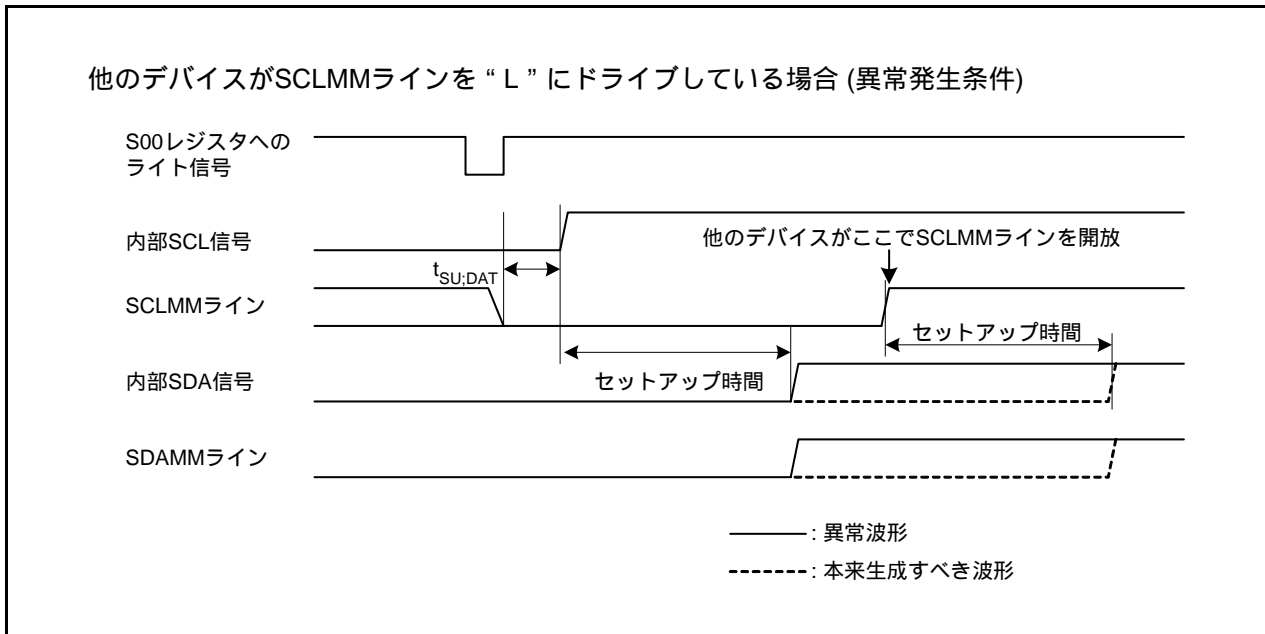 他のデバイスがSCLMMラインを “ L ” にドライブしている場合 (異常発生条件)
S00レジスタへの
ライト信号
内部SCL信号
他のデバイスがここでSCLMMラインを開放
tSU;DAT
SCLMMライン
セットアップ時間
セットアップ時間
内部SDA信号
SDAMMライン
: 異常波形
: 本来生成すべき波形